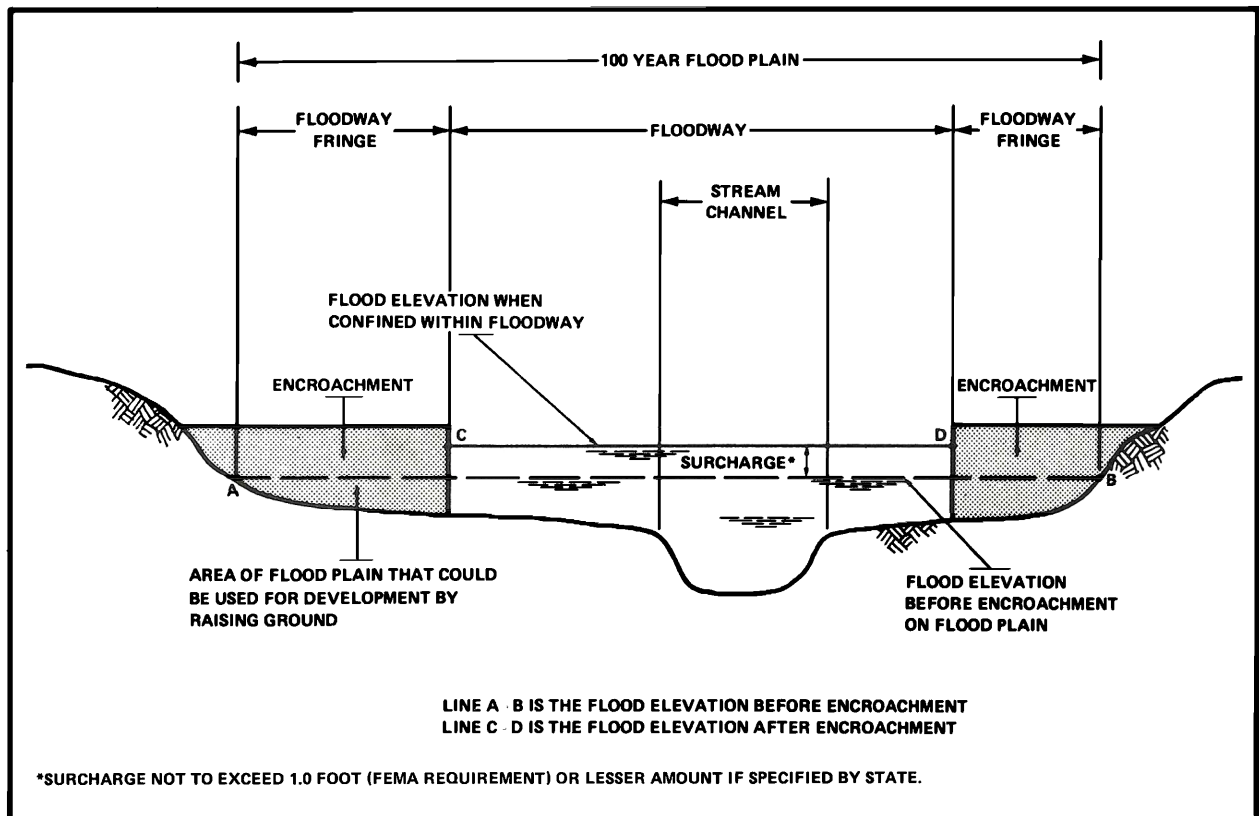 100 YEAR FLOOD PLAIN
FLOODWAY
FRINGE
FLOODWAY
FLOODWAY
FRINGE
STREAM
CHANNEL
FLOOD ELEVATION WHEN
CONFINED WITHIN FLOODWAY
ENCROACHMENT
ENCROACHMENT
C
D
SURCHARGE*
A
B
AREA OF FLOOD PLAIN THAT COULD
BE USED FOR DEVELOPMENT BY
RAISING GROUND
FLOOD ELEVATION
BEFORE ENCROACHMENT
ON FLOOD PLAIN
LINE A - B IS THE FLOOD ELEVATION BEFORE ENCROACHMENT
LINE C - D IS THE FLOOD ELEVATION AFTER ENCROACHMENT
*SURCHARGE NOT TO EXCEED 1.0 FOOT (FEMA REQUIREMENT) OR LESSER AMOUNT IF SPECIFIED BY STATE.